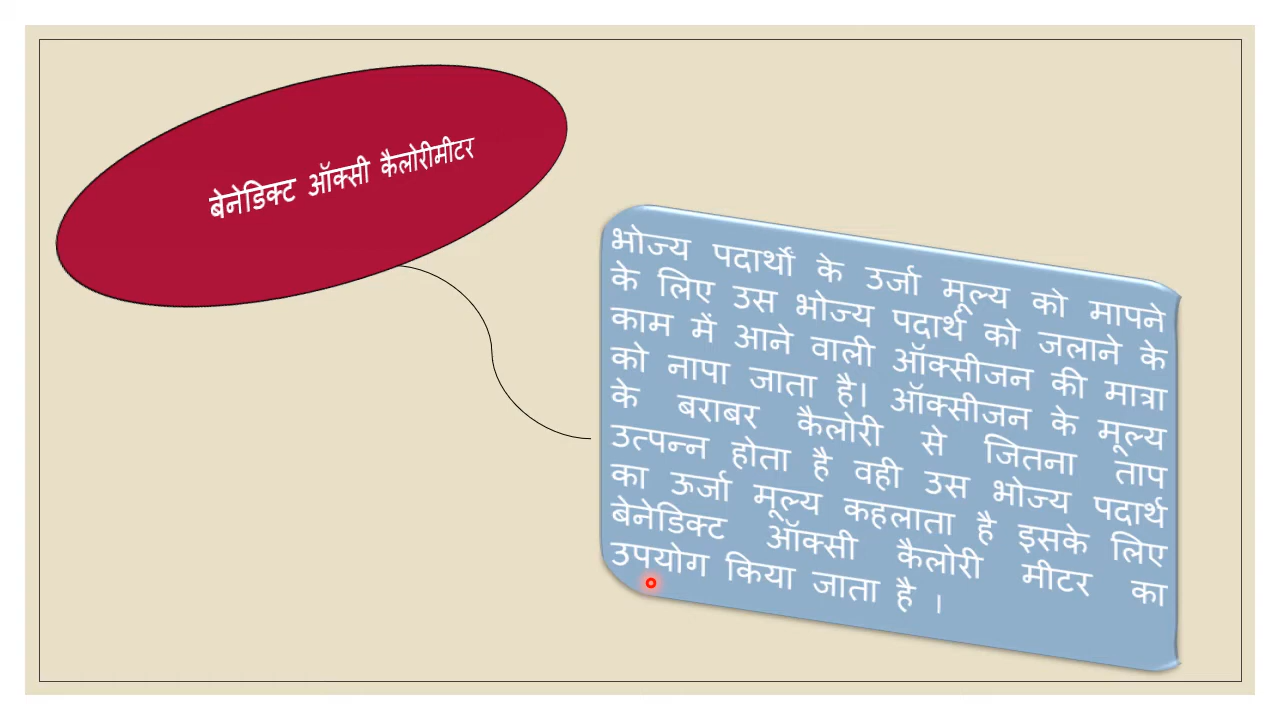 बेनेडिक्ट ऑक्सी कैलोरीमीटर
भोज्य पदार्थों के उर्जा मूल्य को मापने
के लिए उस भोज्य पदार्थ को जलाने के
काम में आने वाली ऑक्सीजन की मात्रा
को नापा जाता है। ऑक्सीजन के मूल्य
के बराबर कैलोरी से जितना ताप
उत्पन्न होता है वही उस भोज्य पदार्थ
का ऊर्जा मूल्य कहलाता है इसके लिए
बेनेडिक्ट ऑक्सी कैलोरी मीटर का
उपयोग किया जाता है ।